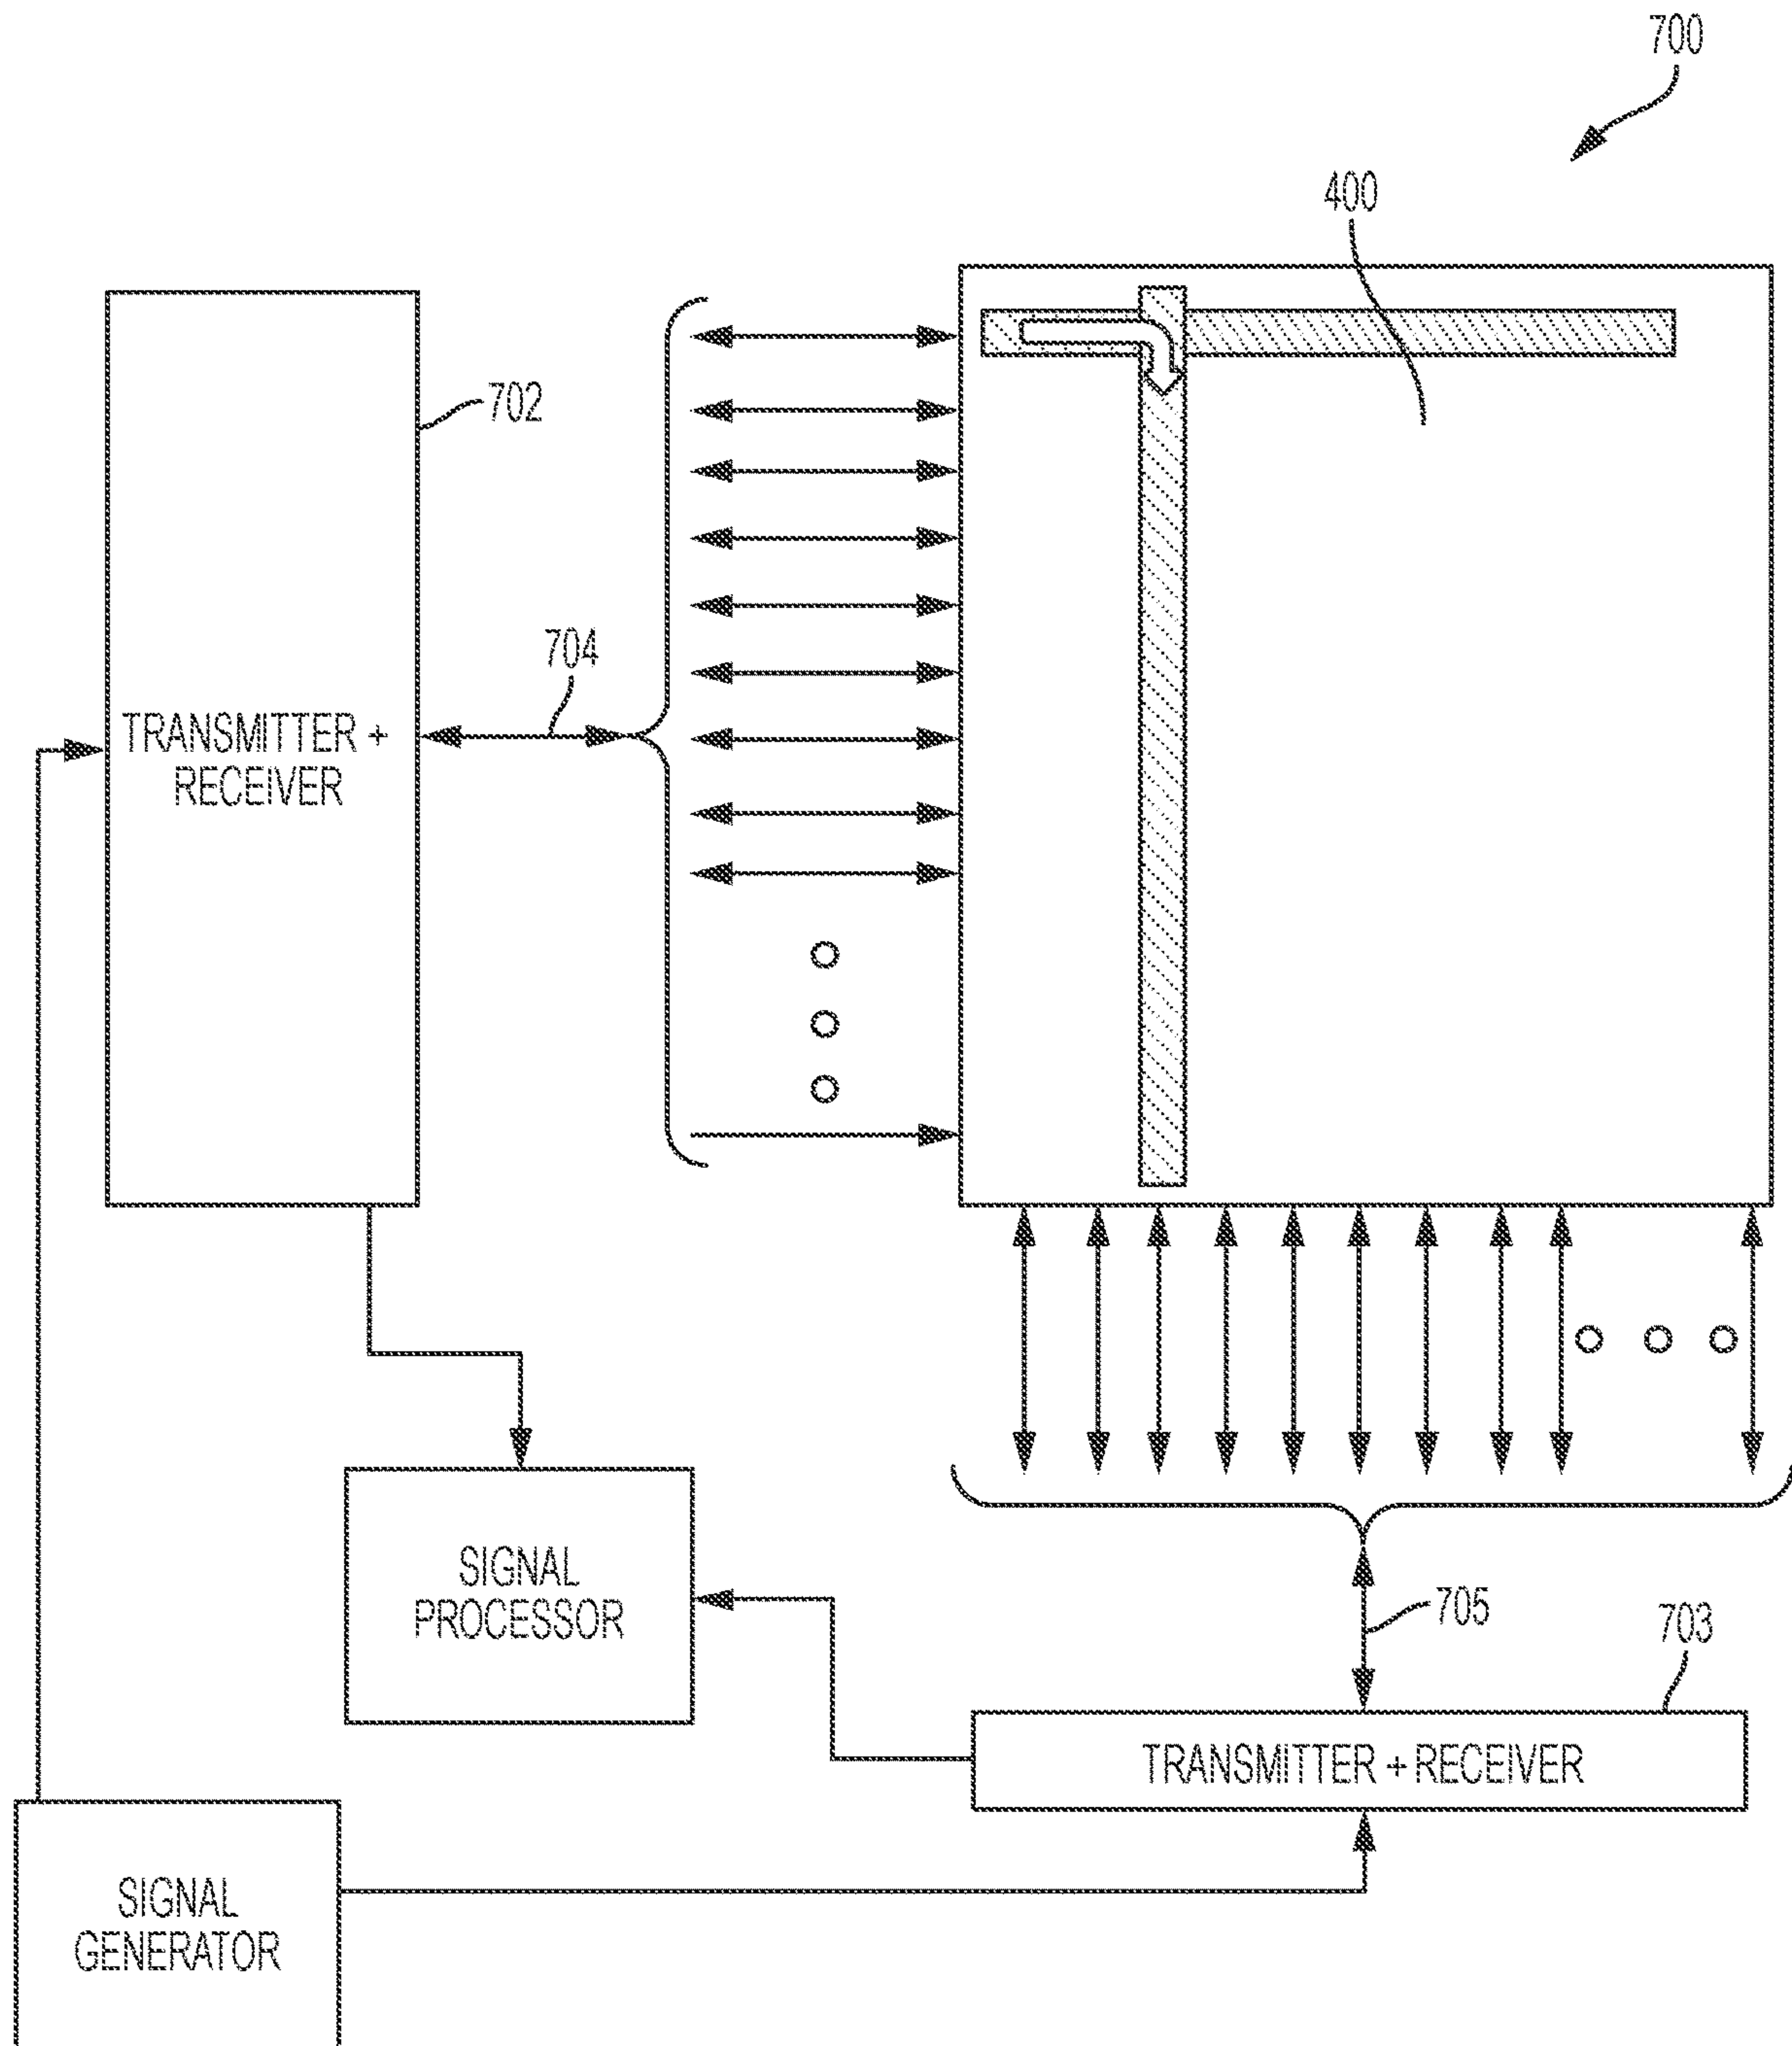 700
400
702
704
TRANSMITTER +
RECEIVER
SIGNAL
PROCESSOR
705
703
TRANSMITTER + RECEIVER
SIGNAL
GENERATOR